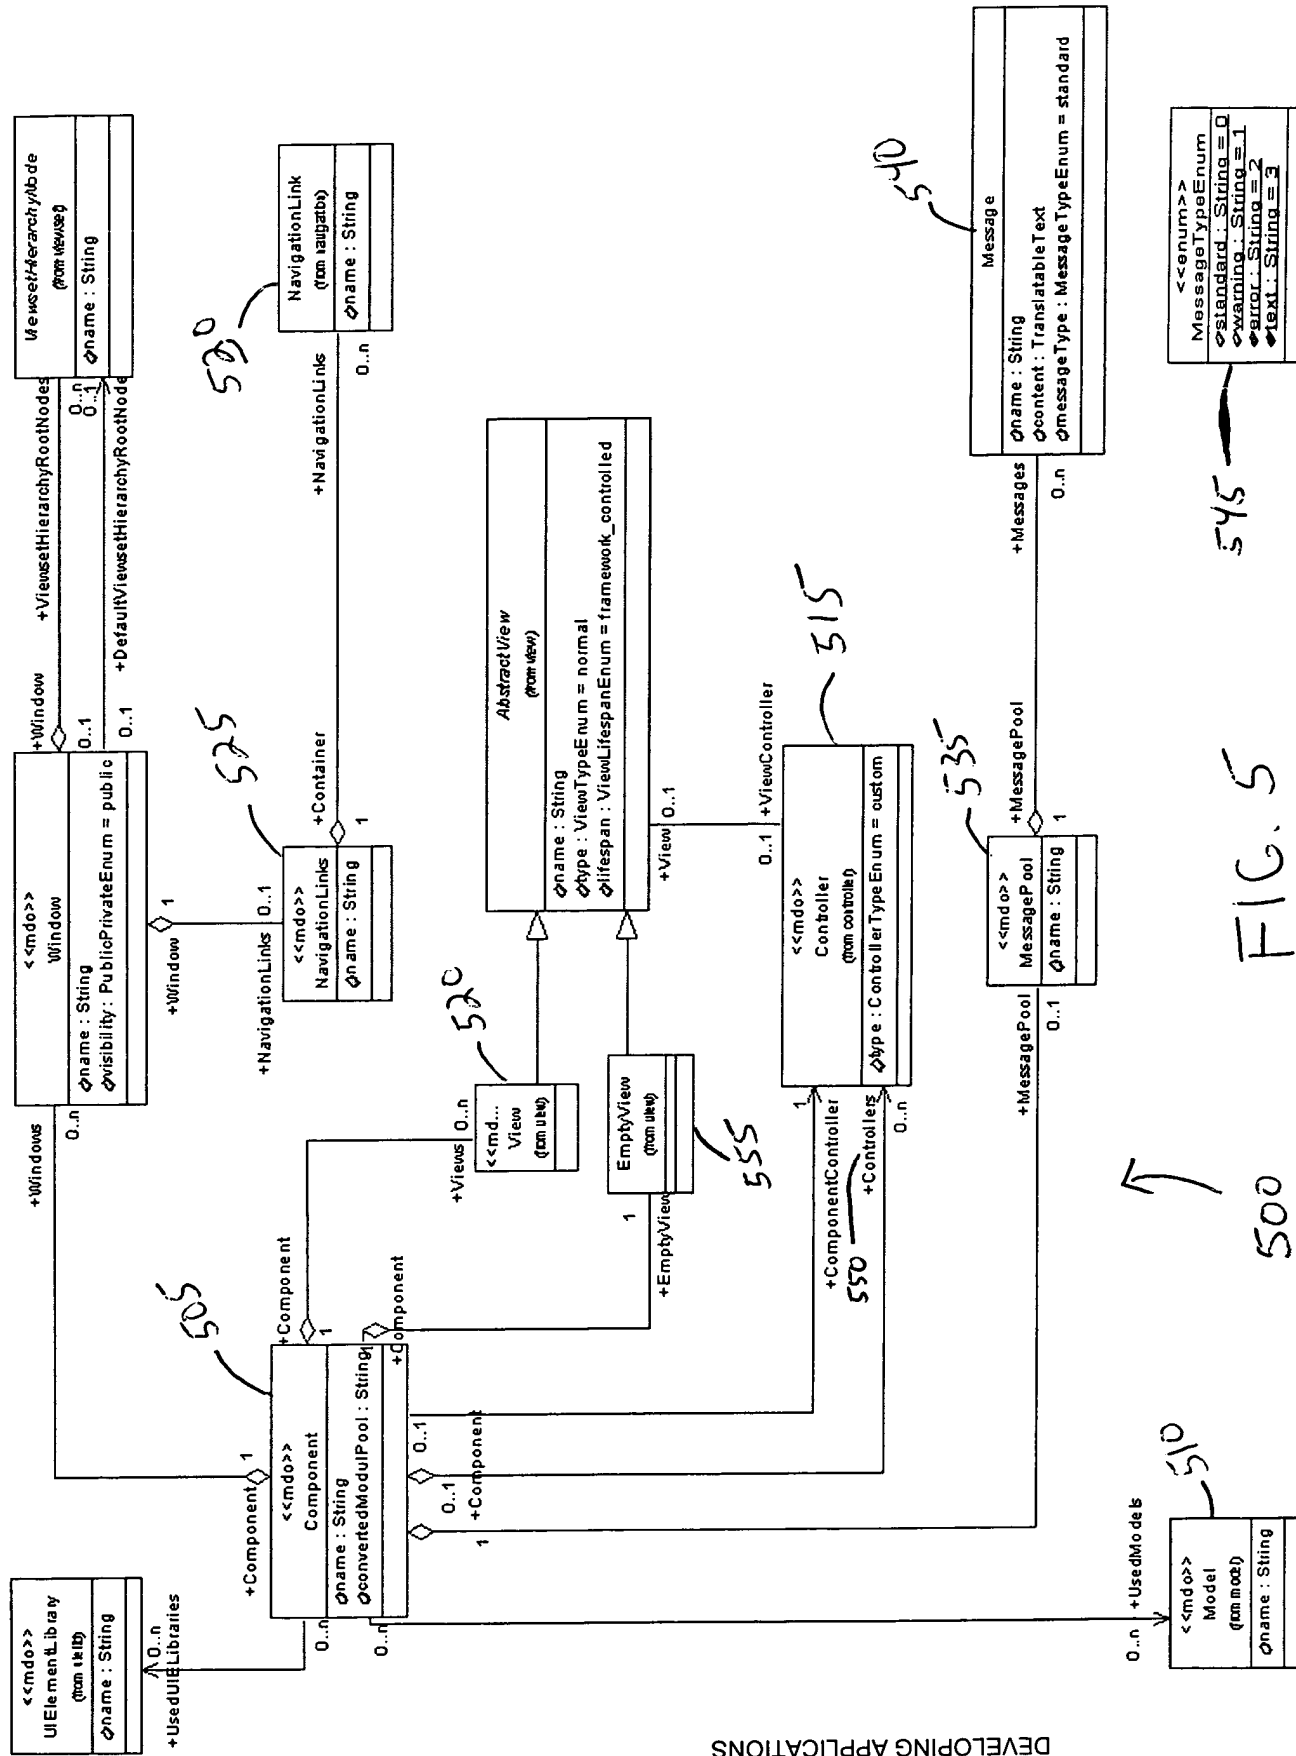 <<mdo>>
UIElementLibrary
name : String
0..n
+UsedUIELibraries
+Windows
0..n
<<mdo>>
Window
name : String
visibility : PublicPrivateEnum = public
+Window
0..1
0..1
+ViewsetHierarchyRootNodes
0..n
0..1
+DefaultViewsetHierarchyRootNode
ViewsetHierarchyNode
(from viewset)
name : String
+Window
1
+NavigationLinks
0..1
525
<<mdo>>
NavigationLinks
name : String
+Container
1
+NavigationLinks
0..n
530
NavigationLink
(from navigation)
name : String
505
+Component
1
<<mdo>>
Component
name : String
convertedModulPool : String
0..n
0..n
+Component
1
+Views
0..n
520
<<md...
View
(from view)
1
+Component
+EmptyView
1
EmptyView
(from view)
555
AbstractView
(from view)
name : String
type : ViewTypeEnum = normal
lifespan : ViewLifespanEnum = framework_controlled
+View
0..1
0..1
+ViewController
515
<<mdo>>
Controller
(from controller)
type : ControllerTypeEnum = custom
0..1
+ComponentController
1
0..1
+Component
550
+Controllers
0..n
1
+MessagePool
0..1
535
<<mdo>>
MessagePool
name : String
+MessagePool
1
+Messages
0..n
540
Message
name : String
content : TranslatableText
messageType : MessageTypeEnum = standard
545
<<enum>>
MessageTypeEnum
standard : String = 0
warning : String = 1
error : String = 2
text : String = 3
0..n
+UsedModels
510
<<mdo>>
Model
(from model)
name : String
500
FIG. 5
DEVELOPING APPLICATIONS